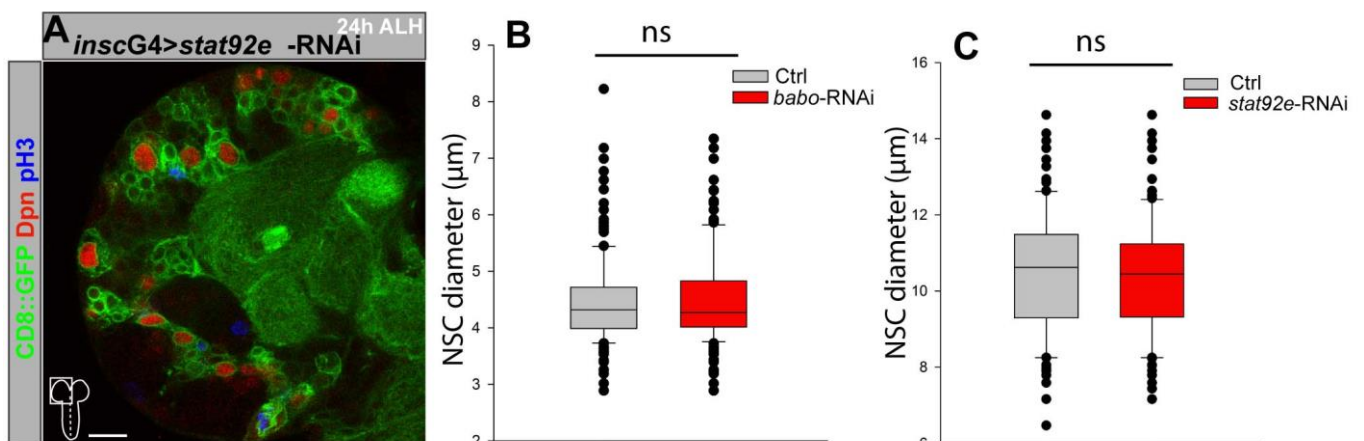 A
24h ALH
inscG4>stat92e -RNAi
CD8::GFP Dpn pH3
B
ns
Ctrl
babo-RNAi
NSC diameter (μm)
9
8
7
6
5
4
3
2
C
ns
Ctrl
stat92e-RNAi
NSC diameter (μm)
16
14
12
10
8
6